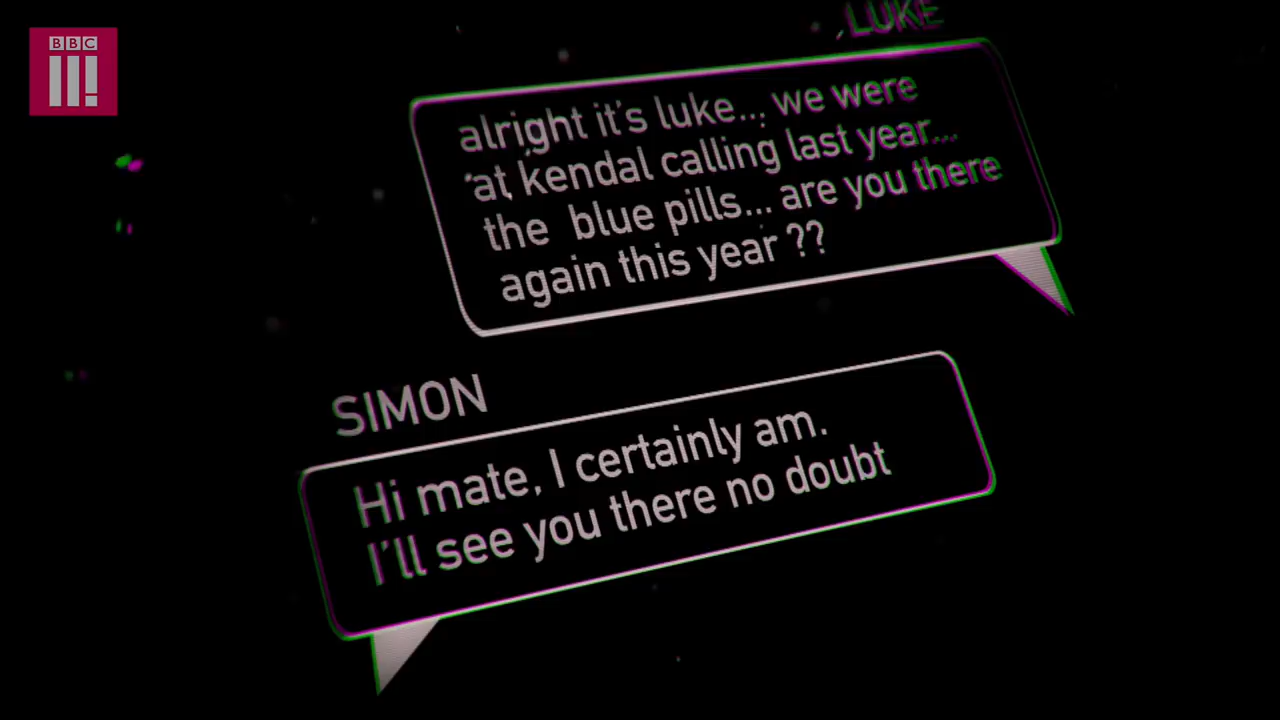 BBC
LUKE
alright it's luke... we were
at kendal calling last year...
the blue pills... are you there
again this year ??
SIMON
Hi mate, I certainly am.
I'll see you there no doubt